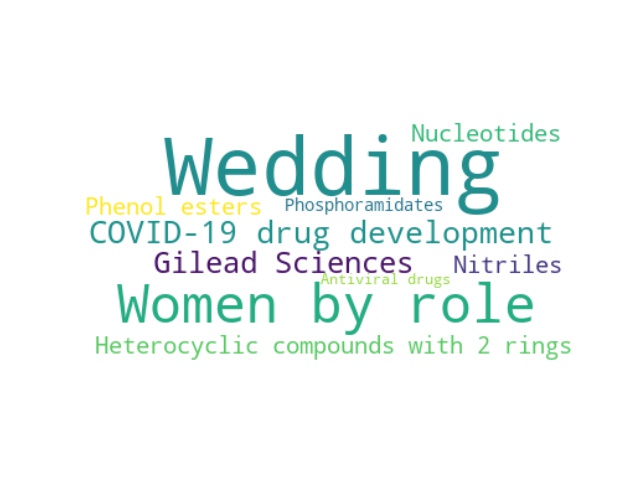 Nucleotides
Wedding
Phenol esters
Phosphoramidates
COVID-19 drug development
Gilead Sciences
Nitriles
Antiviral drugs
Women by role
Heterocyclic compounds with 2 rings